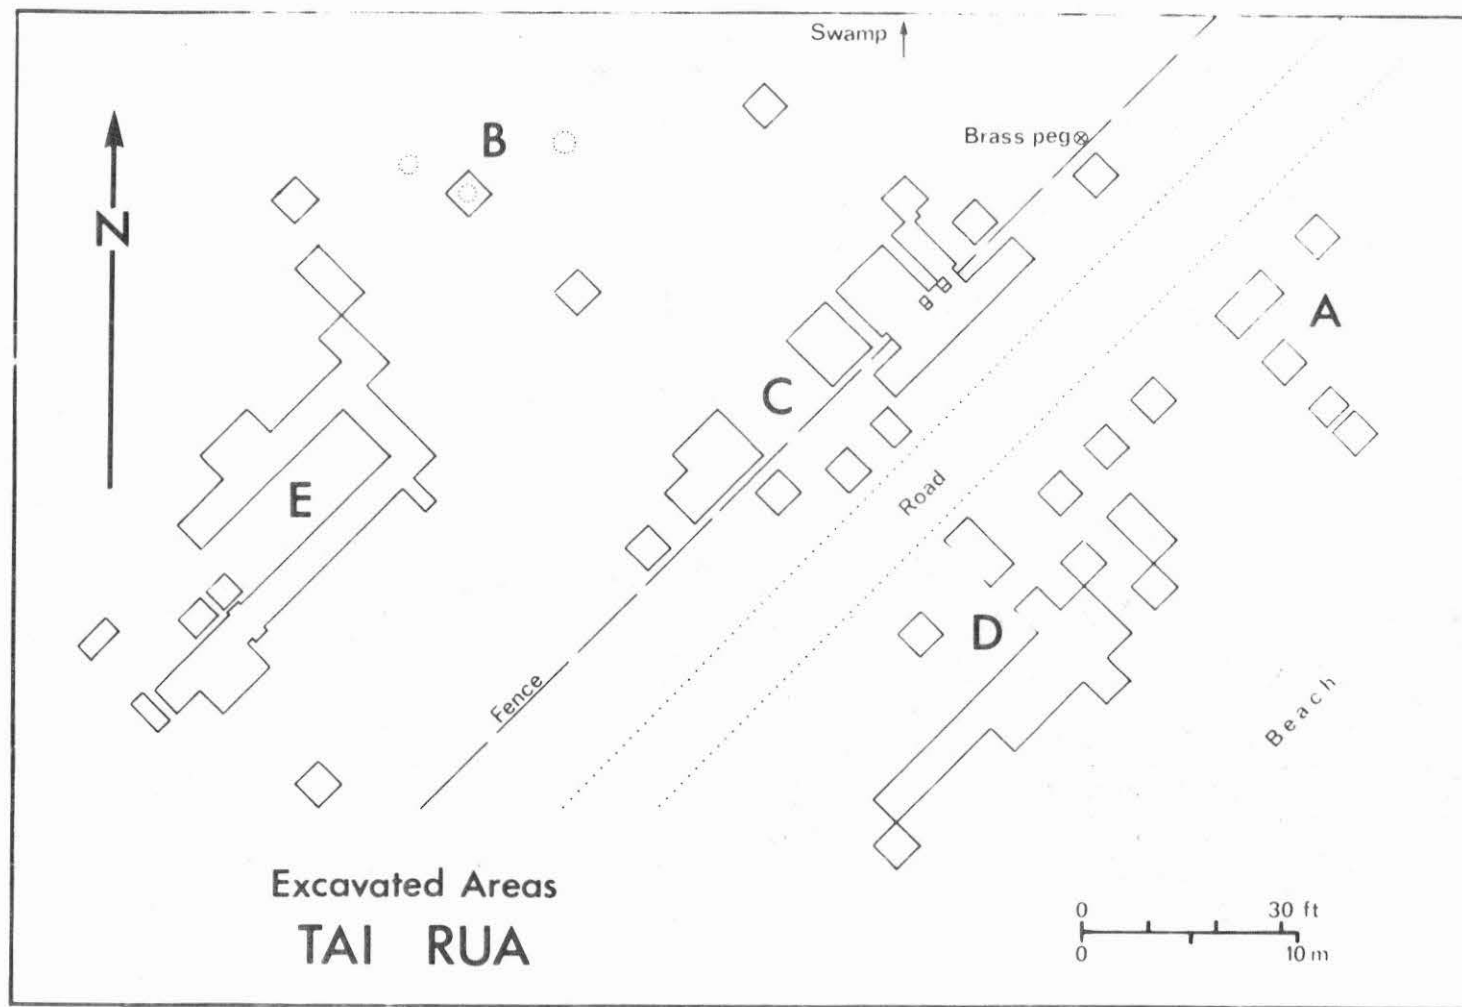 Swamp
Brass peg
B
N
A
C
E
Road
D
Fence
Beach
Excavated Areas
TAI RUA
0 30 ft
0 10 m